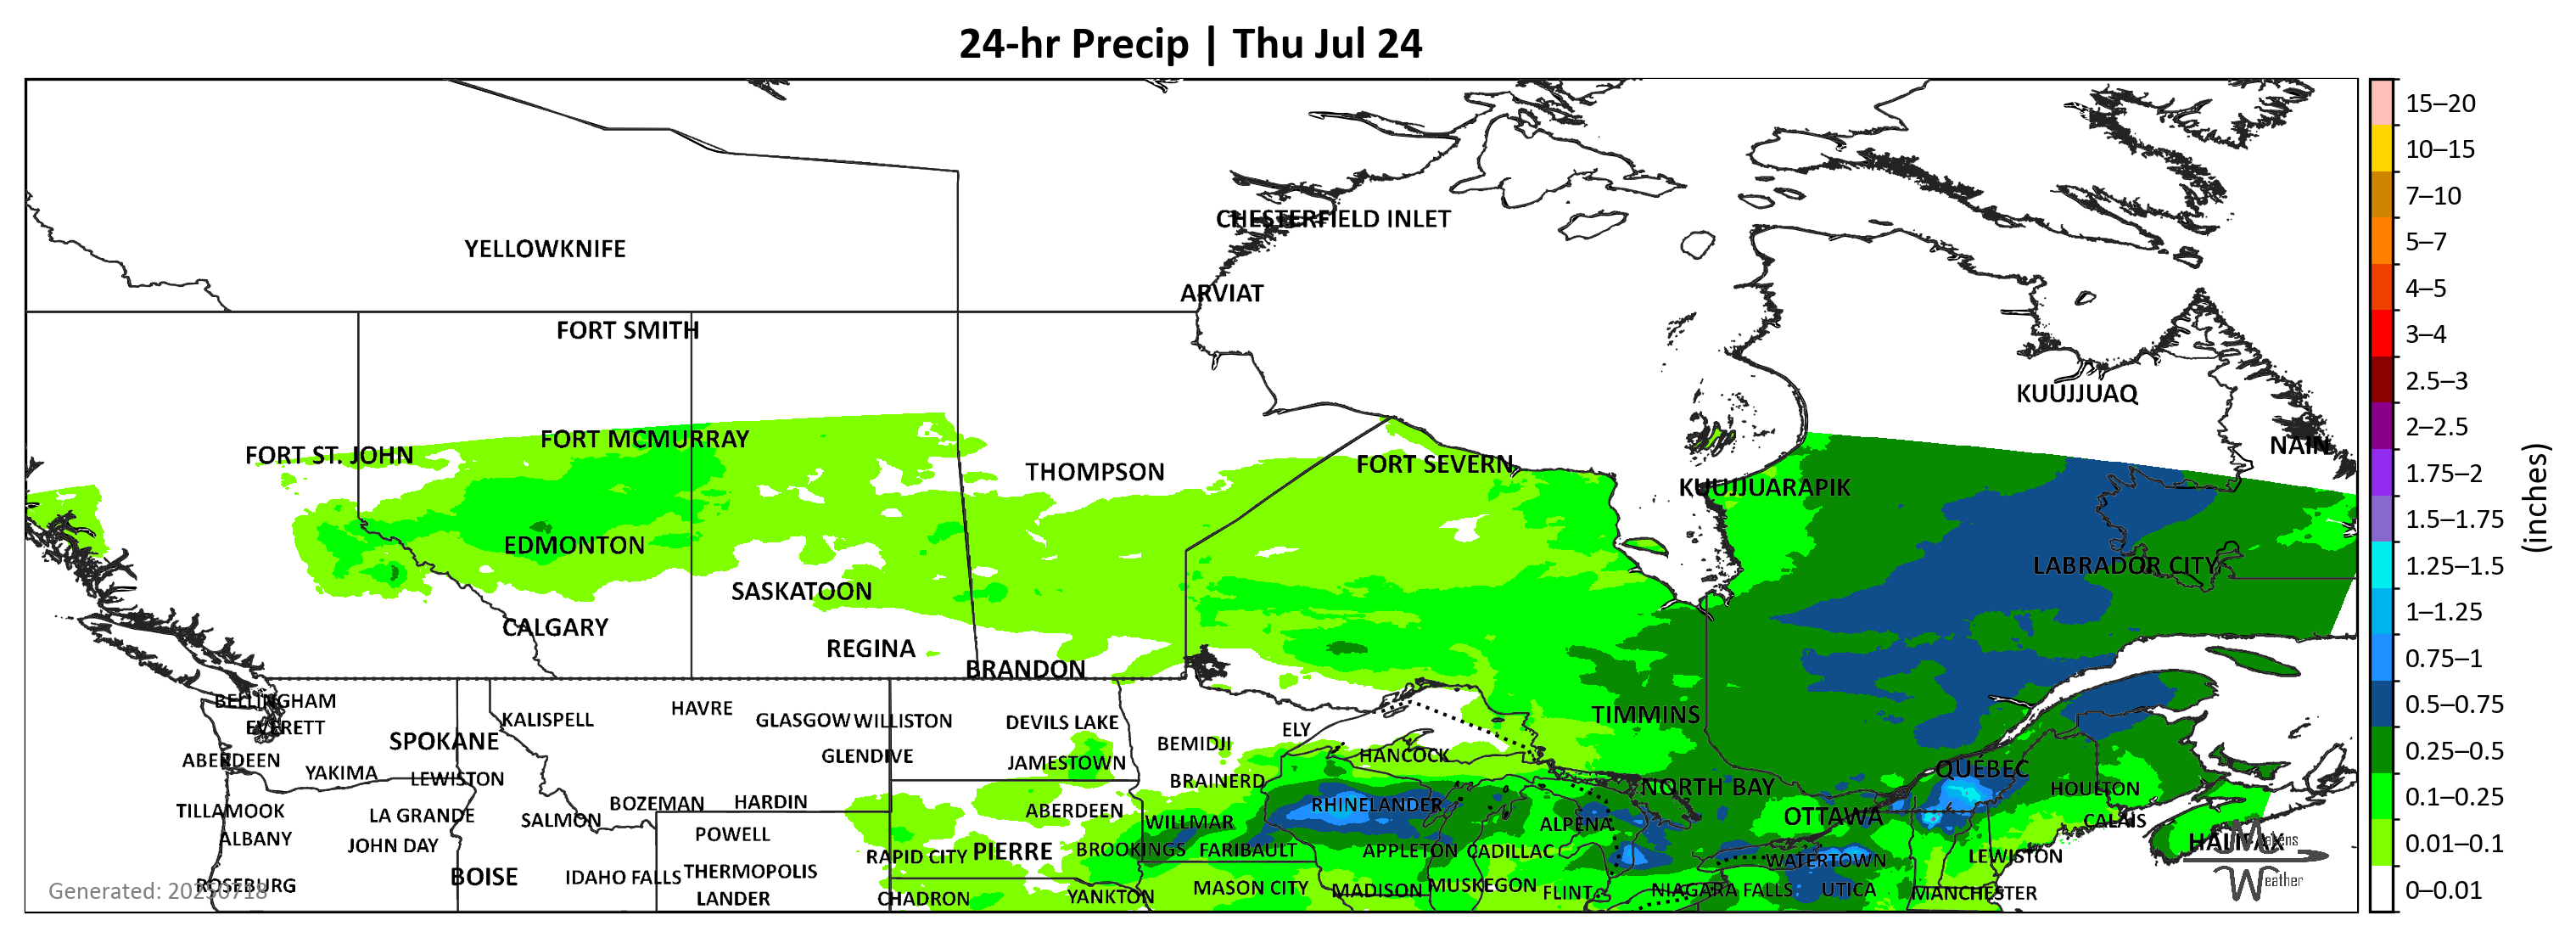 24-hr Precip | Thu Jul 24
CHESTERFIELD INLET
YELLOWKNIFE
ARVIAT
FORT SMITH
KUUJJUAQ
FORT MCMURRAY
NAIN
FORT ST. JOHN
FORT SEVERN
THOMPSON
KUUJJUARAPIK
EDMONTON
LABRADOR CITY
SASKATOON
CALGARY
REGINA
BRANDON
BELLINGHAM
HAVRE
TIMMINS
KALISPELL
GLASGOW
WILLISTON
DEVILS LAKE
EVERETT
ELY
SPOKANE
BEMIDJI
ABERDEEN
GLENDIVE
HANCOCK
JAMESTOWN
QUÉBEC
YAKIMA
LEWISTON
BRAINERD
NORTH BAY
HOULTON
BOZEMAN
HARDIN
RHINELANDER
TILLAMOOK
LA GRANDE
SALMON
ABERDEEN
WILLMAR
ALPENA
OTTAWA
CALAIS
ALBANY
JOHN DAY
POWELL
HALIFAX
RAPID CITY
PIERRE
BROOKINGS
FARIBAULT
APPLETON
CADILLAC
WATERTOWN
LEWISTON
BOISE
IDAHO FALLS
THERMOPOLIS
ROSEBURG
MASON CITY
MADISON
MUSKEGON
FLINT
NIAGARA FALLS
UTICA
MANCHESTER
LANDER
CHADRON
YANKTON
Generated: 20250718
Weather
15–20
10–15
7–10
5–7
4–5
3–4
2.5–3
2–2.5
1.75–2
1.5–1.75
1.25–1.5
1–1.25
0.75–1
0.5–0.75
0.25–0.5
0.1–0.25
0.01–0.1
0–0.01
(inches)